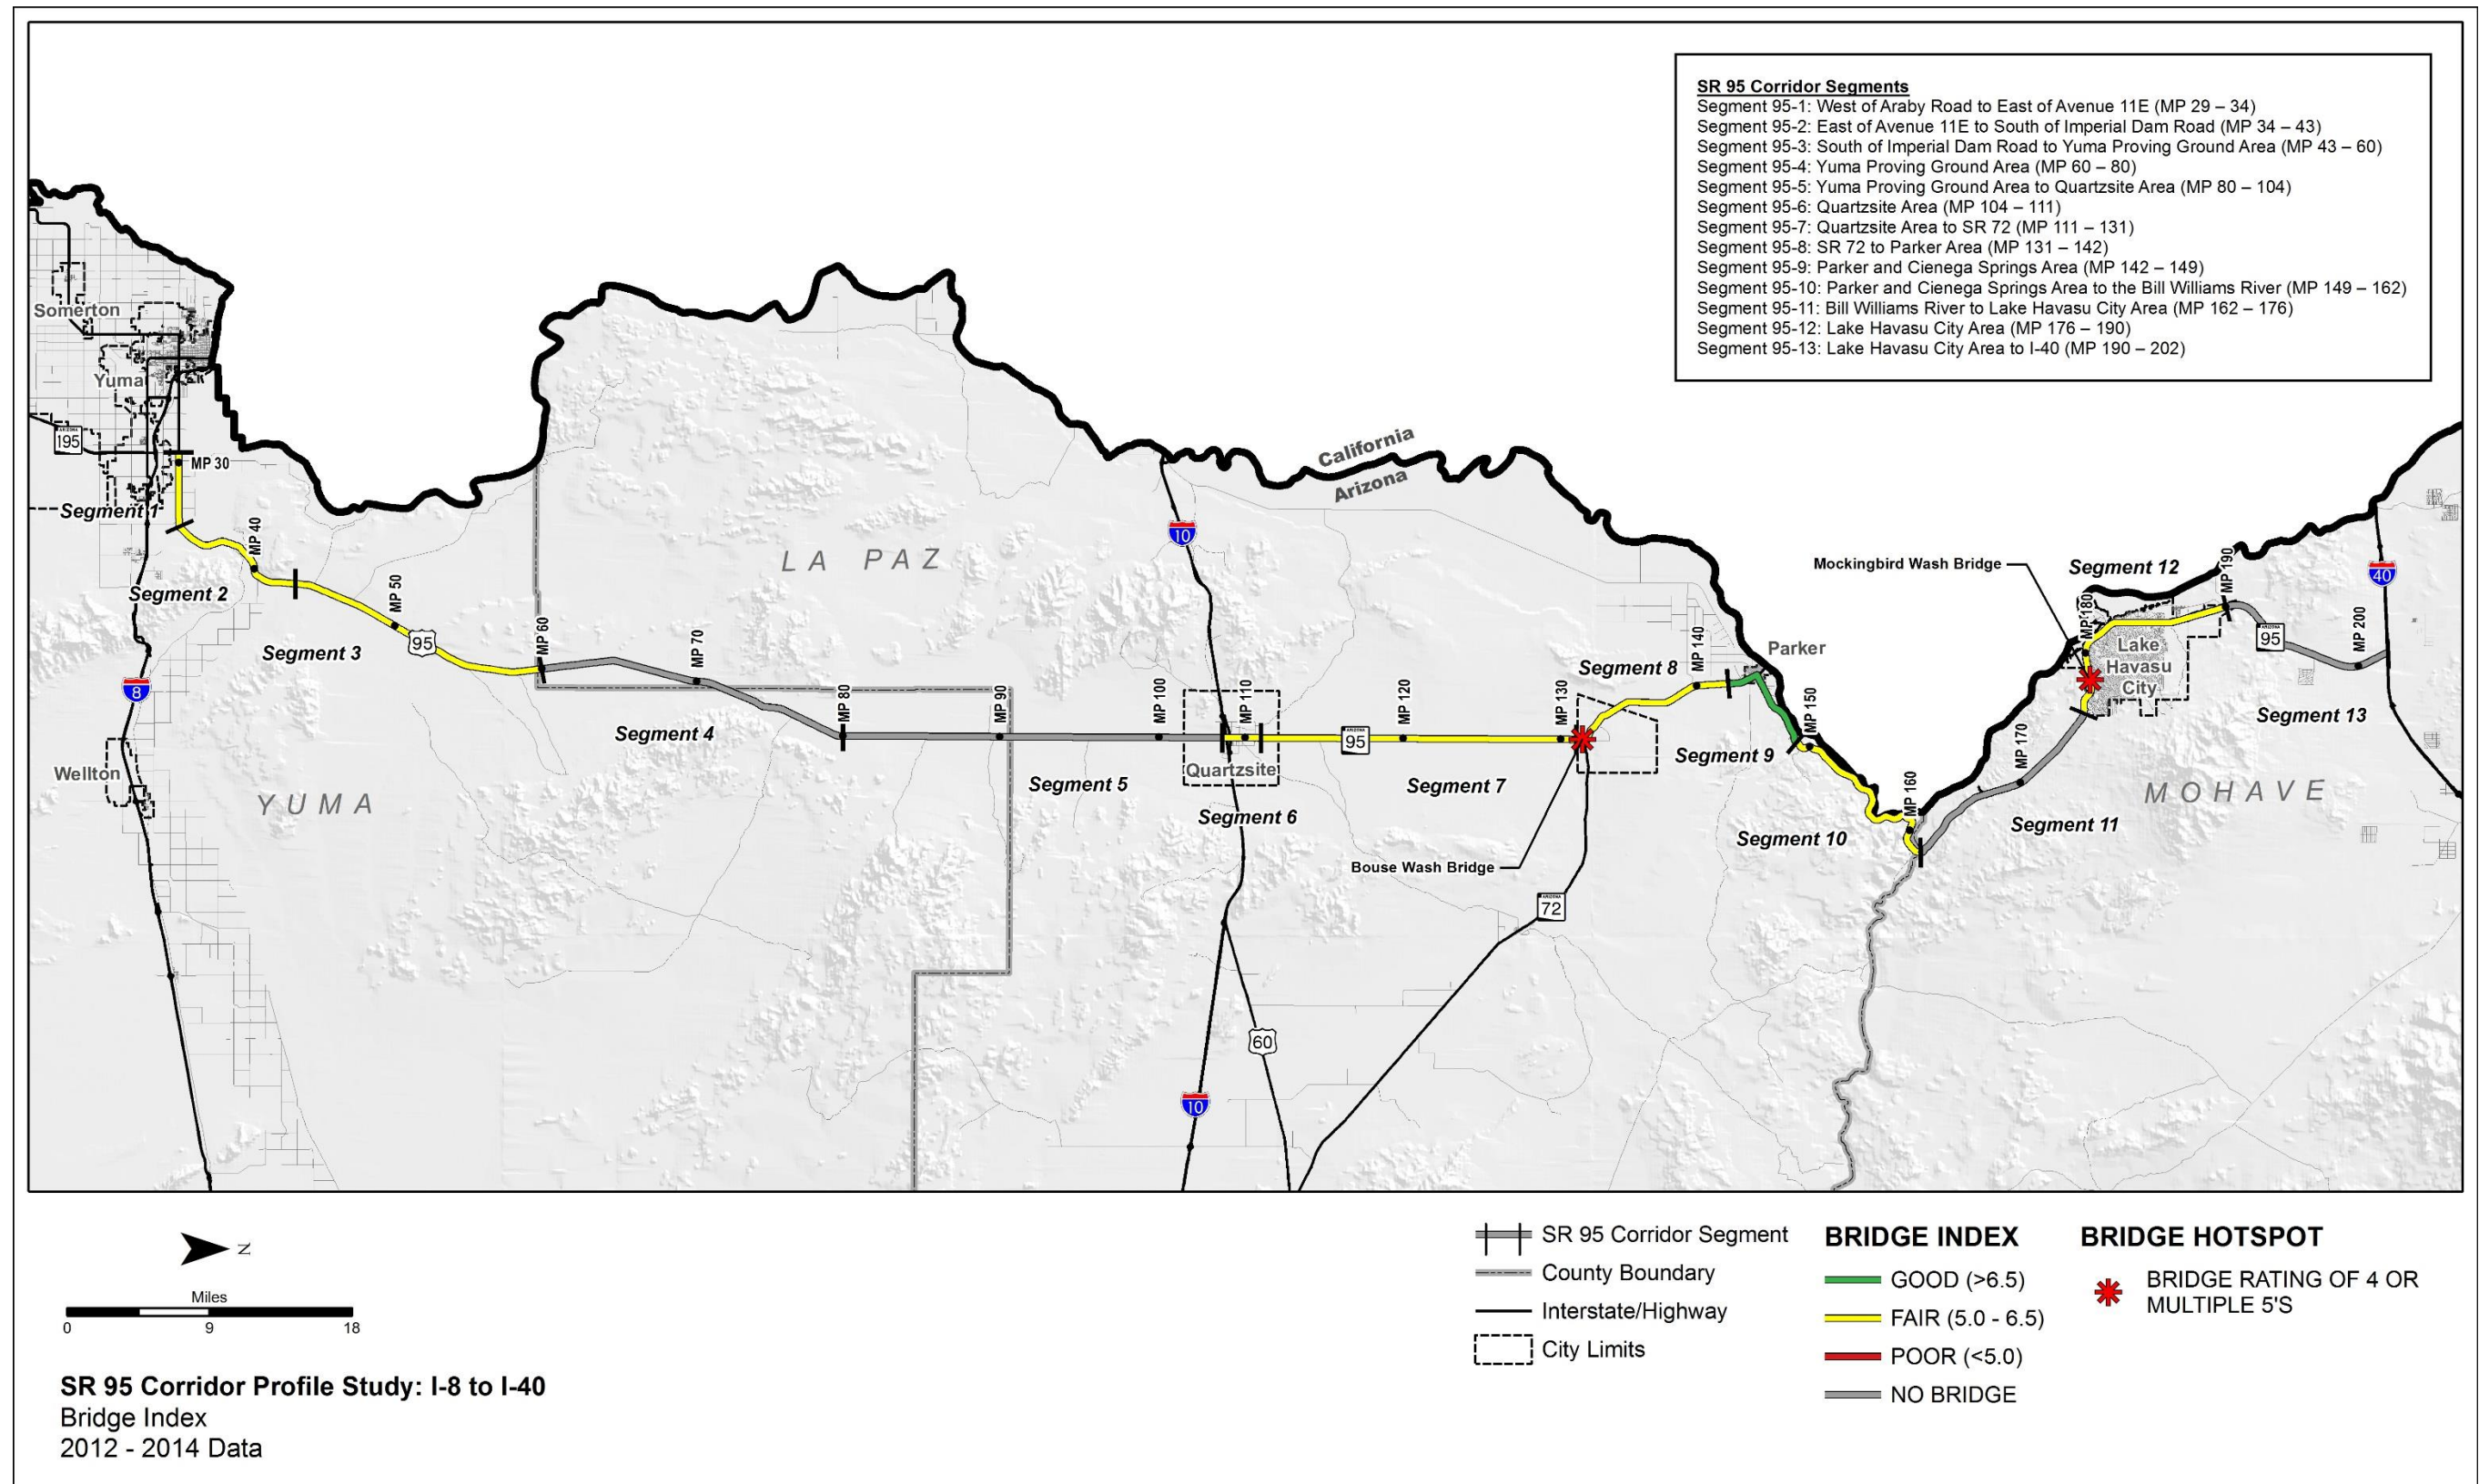 SR 95 Corridor Segments
Segment 95-1: West of Araby Road to East of Avenue 11E (MP 29 – 34)
Segment 95-2: East of Avenue 11E to South of Imperial Dam Road (MP 34 – 43)
Segment 95-3: South of Imperial Dam Road to Yuma Proving Ground Area (MP 43 – 60)
Segment 95-4: Yuma Proving Ground Area (MP 60 – 80)
Segment 95-5: Yuma Proving Ground Area to Quartzsite Area (MP 80 – 104)
Segment 95-6: Quartzsite Area (MP 104 – 111)
Segment 95-7: Quartzsite Area to SR 72 (MP 111 – 131)
Segment 95-8: SR 72 to Parker Area (MP 131 – 142)
Segment 95-9: Parker and Cienega Springs Area (MP 142 – 149)
Segment 95-10: Parker and Cienega Springs Area to the Bill Williams River (MP 149 – 162)
Segment 95-11: Bill Williams River to Lake Havasu City Area (MP 162 – 176)
Segment 95-12: Lake Havasu City Area (MP 176 – 190)
Segment 95-13: Lake Havasu City Area to I-40 (MP 190 – 202)
Somerton
Yuma
ARIZONA
195
MP 30
Segment 1
MP 40
Segment 2
MP 50
95
Segment 3
8
Wellton
YUMA
MP 60
MP 70
Segment 4
MP 80
MP 90
LA PAZ
Segment 5
MP 100
10
California
Arizona
MP 110
Quartzsite
Segment 6
ARIZONA
95
MP 120
Segment 7
MP 130
Bouse Wash Bridge
ARIZONA
72
60
10
Segment 8
MP 140
Parker
Segment 9
MP 150
Segment 10
MP 160
MP 170
Segment 11
MOHAVE
Mockingbird Wash Bridge
Segment 12
MP 180
Lake
Havasu
City
MP 190
ARIZONA
95
MP 200
Segment 13
40
N
Miles
0 9 18
SR 95 Corridor Profile Study: I-8 to I-40
Bridge Index
2012 - 2014 Data
SR 95 Corridor Segment
County Boundary
Interstate/Highway
City Limits
BRIDGE INDEX
GOOD (>6.5)
FAIR (5.0 - 6.5)
POOR (<5.0)
NO BRIDGE
BRIDGE HOTSPOT
BRIDGE RATING OF 4 OR
MULTIPLE 5'S